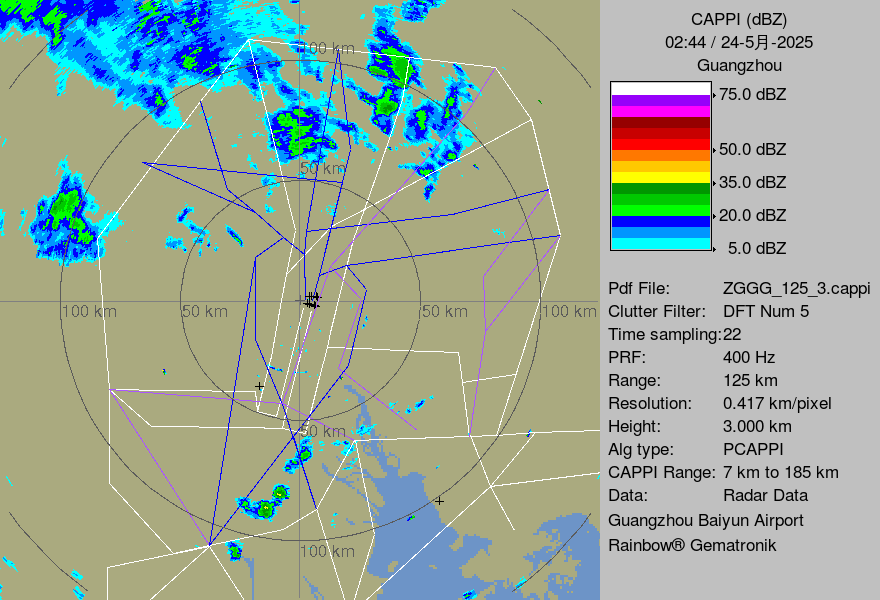 CAPPI (dBZ)
02:44 / 24-5月-2025
Guangzhou
75.0 dBZ
50.0 dBZ
35.0 dBZ
20.0 dBZ
5.0 dBZ
Pdf File: ZGGG_125_3.cappi
Clutter Filter: DFT Num 5
Time sampling:22
PRF: 400 Hz
Range: 125 km
Resolution: 0.417 km/pixel
Height: 3.000 km
Alg type: PCAPPI
CAPPI Range: 7 km to 185 km
Data: Radar Data
Guangzhou Baiyun Airport
Rainbow® Gematronik
100 km
50 km
100 km
50 km
50 km
100 km
50 km
100 km